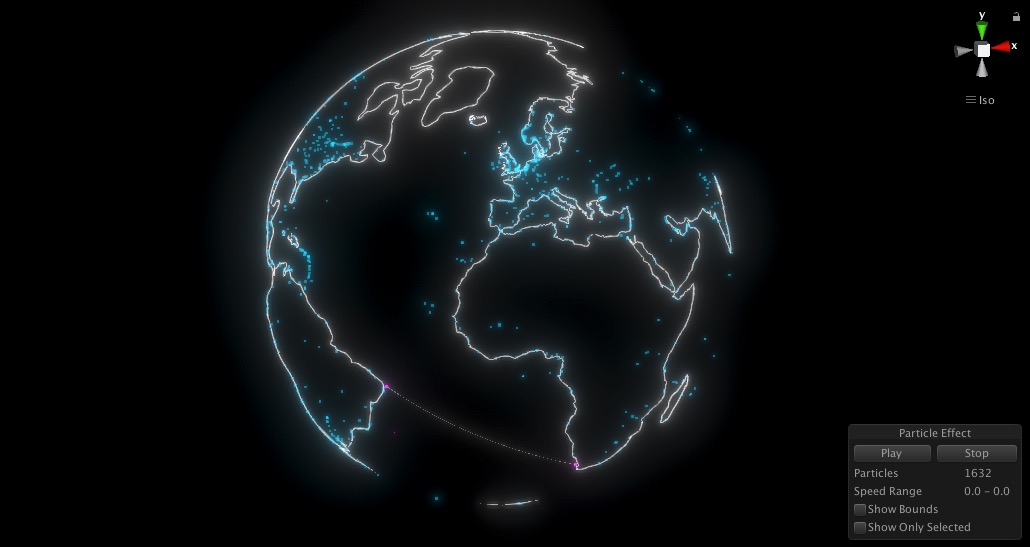 y
x
Iso
Particle Effect
Play Stop
Particles 1632
Speed Range 0.0 – 0.0
Show Bounds
Show Only Selected